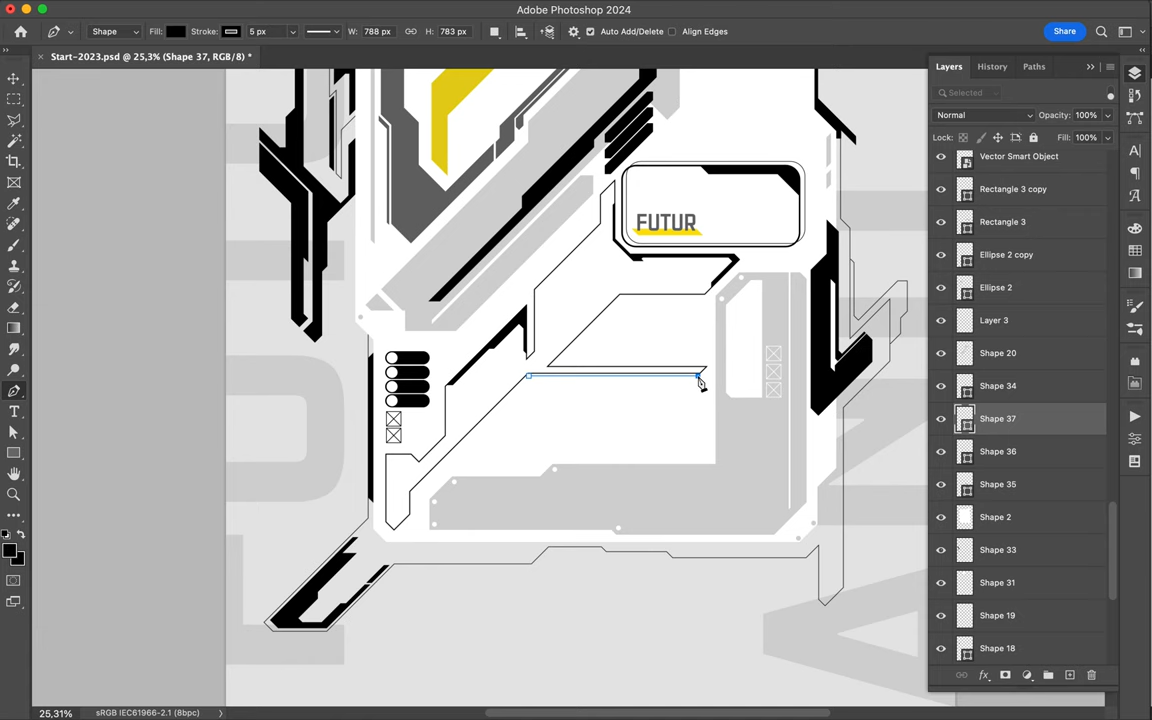 Adobe Photoshop 2024
Shape
Fill:
Stroke:
5 px
W:
788 px
H:
783 px
Auto Add/Delete
Align Edges
Share
Start-2023.psd @ 25,3% (Shape 37, RGB/8) *
Layers
History
Paths
Selected
Normal
Opacity:
100%
Lock:
Fill:
100%
Vector Smart Object
Rectangle 3 copy
Rectangle 3
Ellipse 2 copy
Ellipse 2
Layer 3
Shape 20
Shape 34
Shape 37
Shape 36
Shape 35
Shape 2
Shape 33
Shape 31
Shape 19
Shape 18
FUTUR
25,31%
sRGB IEC61966-2.1 (8bpc)